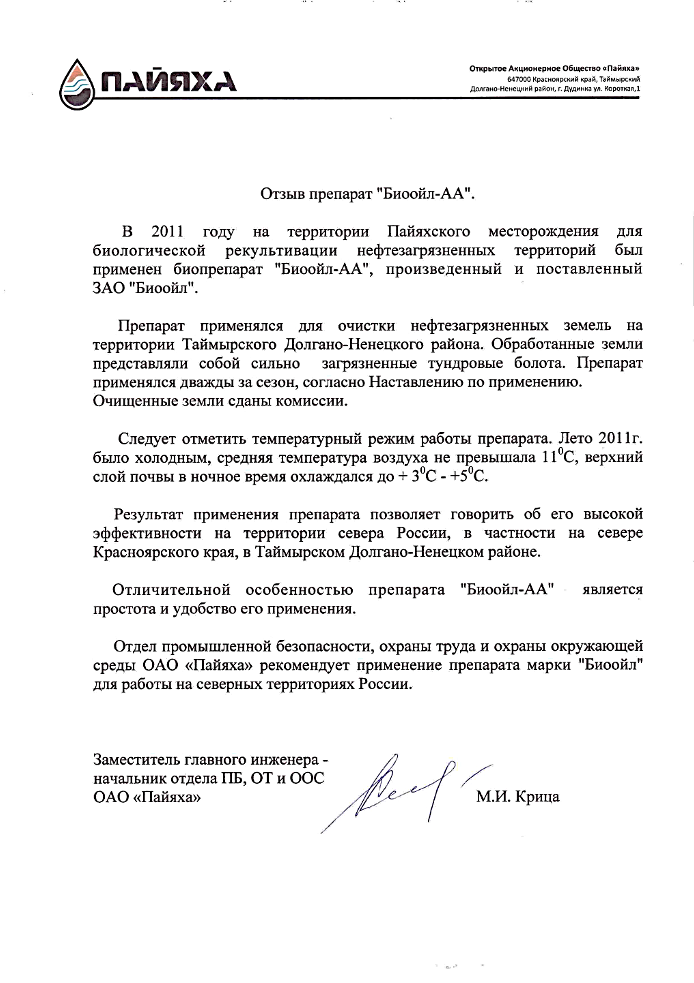 ПАЙЯХА
Открытое Акционерное Общество «Пайяха»
647000 Красноярский край, Таймырский
Долгано-Ненецкий район, г. Дудинка ул. Короткая,1
Отзыв препарат "Биоойл-АА".
В 2011 году на территории Пайяхского месторождения для
биологической рекультивации нефтезагрязненных территорий был
применен биопрепарат "Биоойл-АА", произведенный и поставленный
ЗАО "Биоойл".
Препарат применялся для очистки нефтезагрязненных земель на
территории Таймырского Долгано-Ненецкого района. Обработанные земли
представляли собой сильно загрязненные тундровые болота. Препарат
применялся дважды за сезон, согласно Наставлению по применению.
Очищенные земли сданы комиссии.
Следует отметить температурный режим работы препарата. Лето 2011г.
было холодным, средняя температура воздуха не превышала 11⁰С, верхний
слой почвы в ночное время охлаждался до + 3⁰С - +5⁰С.
Результат применения препарата позволяет говорить об его высокой
эффективности на территории севера России, в частности на севере
Красноярского края, в Таймырском Долгано-Ненецком районе.
Отличительной особенностью препарата "Биоойл-АА" является
простота и удобство его применения.
Отдел промышленной безопасности, охраны труда и охраны окружающей
среды ОАО «Пайяха» рекомендует применение препарата марки "Биоойл"
для работы на северных территориях России.
Заместитель главного инженера -
начальник отдела ПБ, ОТ и ООС
ОАО «Пайяха» М.И. Крица